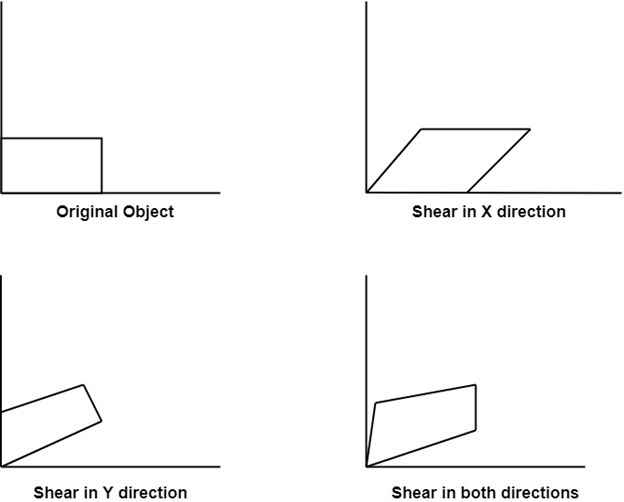 Original Object
Shear in X direction
Shear in Y direction
Shear in both directions